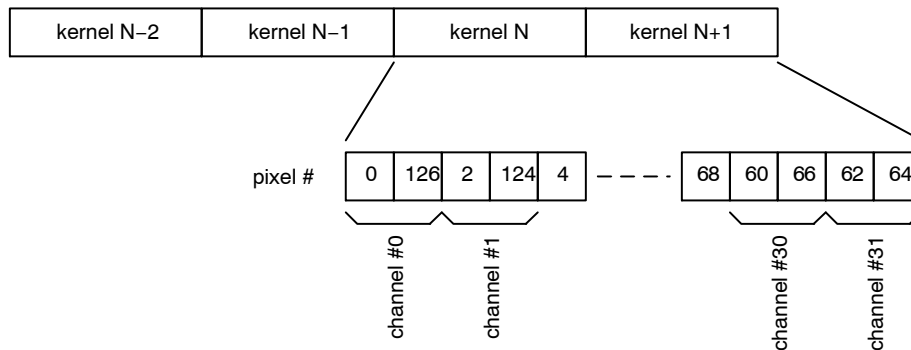 kernel N−2 kernel N−1 kernel N kernel N+1
pixel # 0 126 2 124 4 68 60 66 62 64
channel #0
channel #1
channel #30
channel #31